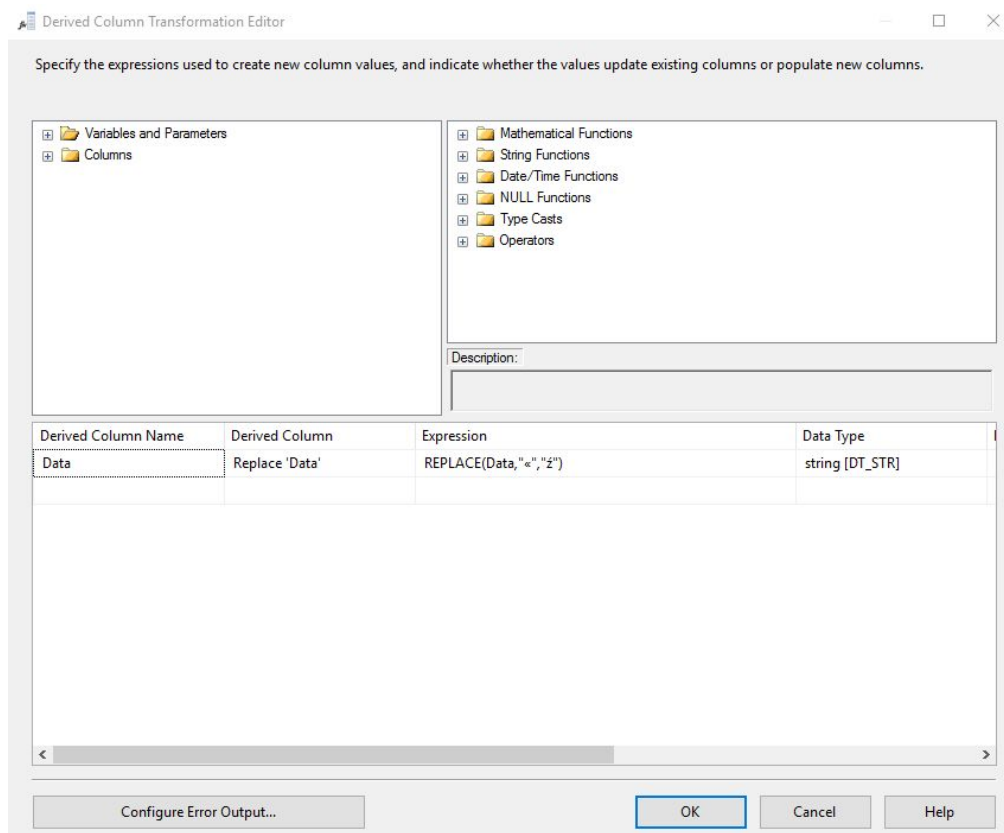 Derived Column Transformation Editor
Specify the expressions used to create new column values, and indicate whether the values update existing columns or populate new columns.
Variables and Parameters
Columns
Mathematical Functions
String Functions
Date/Time Functions
NULL Functions
Type Casts
Operators
Description:
Derived Column Name Derived Column Expression Data Type
Data Replace 'Data' REPLACE(Data,"«","ź") string [DT_STR]
Configure Error Output... OK Cancel Help